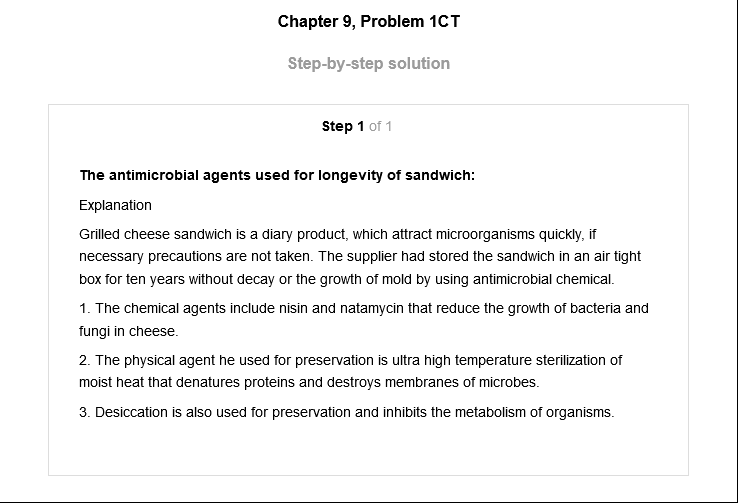 Chapter 9, Problem 1CT
Step-by-step solution
Step 1 of 1
The antimicrobial agents used for longevity of sandwich:
Explanation
Grilled cheese sandwich is a diary product, which attract microorganisms quickly, if
necessary precautions are not taken. The supplier had stored the sandwich in an air tight
box for ten years without decay or the growth of mold by using antimicrobial chemical.
1. The chemical agents include nisin and natamycin that reduce the growth of bacteria and
fungi in cheese.
2. The physical agent he used for preservation is ultra high temperature sterilization of
moist heat that denatures proteins and destroys membranes of microbes.
3. Desiccation is also used for preservation and inhibits the metabolism of organisms.